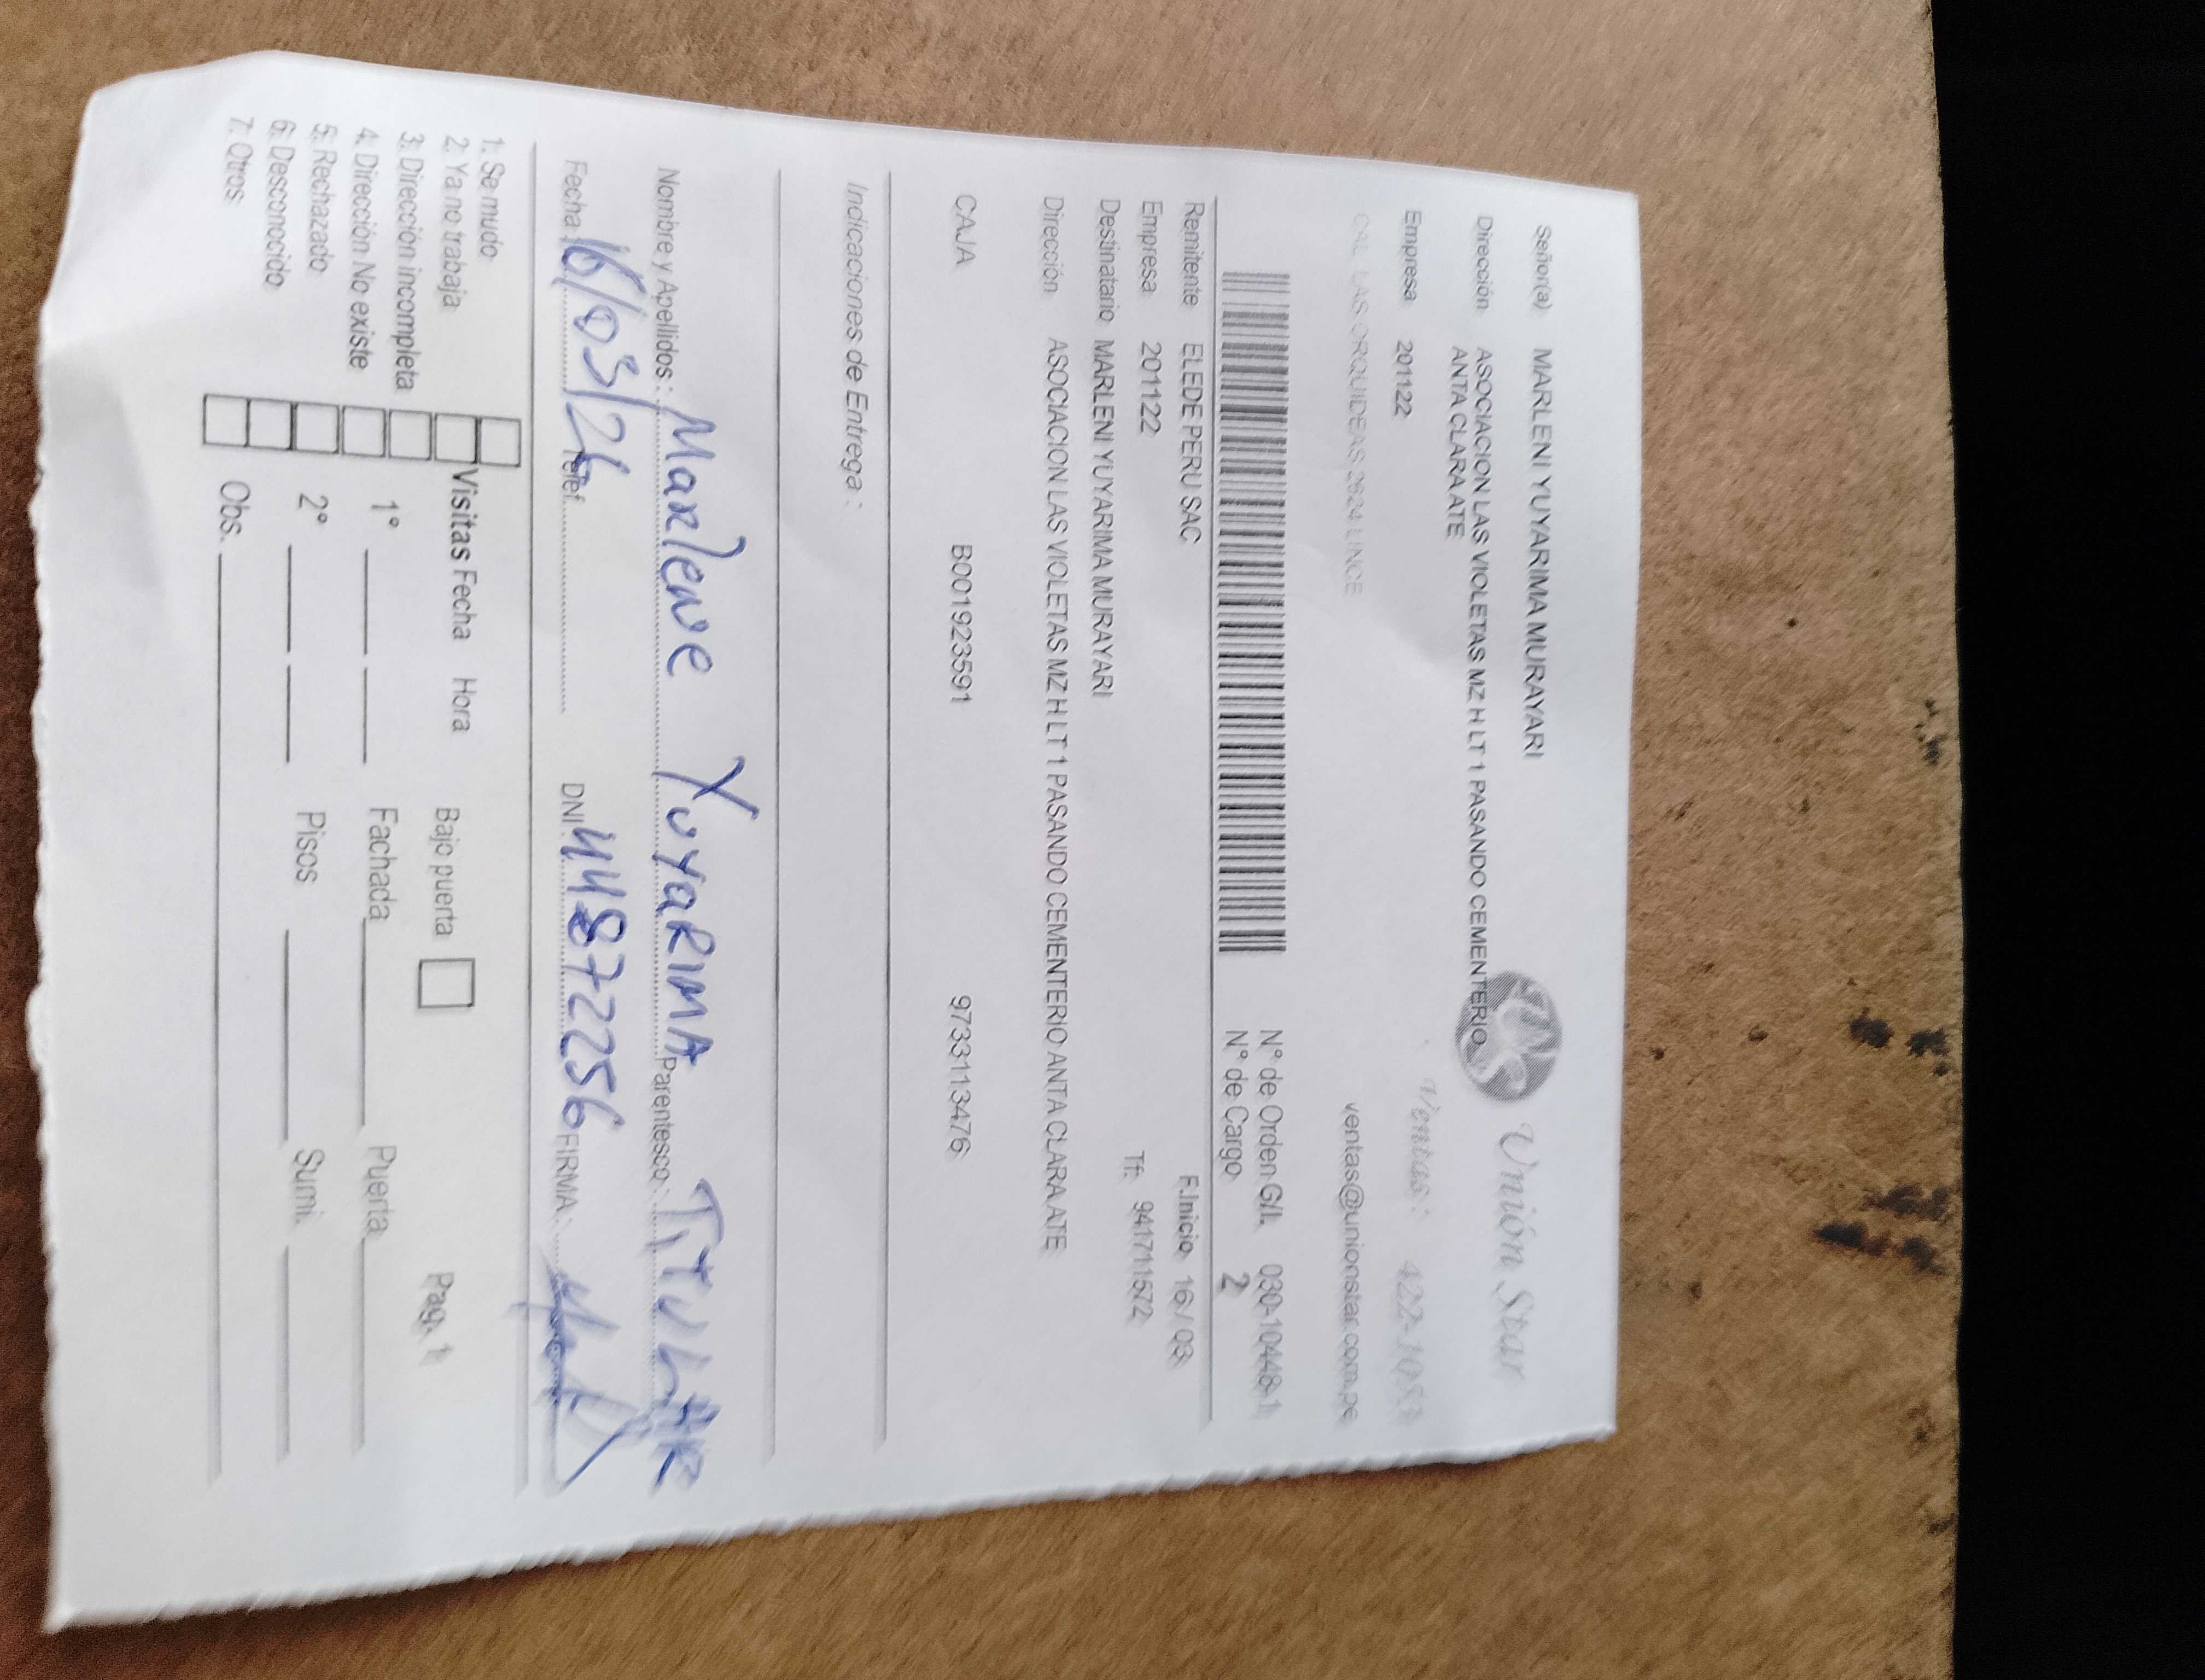 Señor(a) MARLENI YUYARIMA MURAYARI
Unión Star
Dirección ASOCIACION LAS VIOLETAS MZ H LT 1 PASANDO CEMENTERIO
ANTA CLARA ATE
Ventas: 422-1053
Empresa 201122
CAL LAS ORQUIDEAS 2624 LINCE
ventas@unionstar.com.pe
N° de Orden G/I. 030-10448-1
N° de Cargo 2
Remitente ELEDE PERU SAC F.Inicio 16/ 03
Empresa 201122
Tf: 941711572
Destinatario MARLENI YUYARIMA MURAYARI
Dirección ASOCIACION LAS VIOLETAS MZ H LT 1 PASANDO CEMENTERIO ANTA CLARA ATE
CAJA B001923591 9733113476
Indicaciones de Entrega :
Nombre y Apellidos : Marlene Yuyarima Parentesco : Titular
Fecha : 16/03/26 Telef. DNI : 44872256 FIRMA :
1. Se mudo
2. Ya no trabaja Visitas Fecha Hora Bajo puerta Pag. 1
3. Dirección incompleta
4. Dirección No existe 1° Fachada Puerta
5. Rechazado 2° Pisos Sumi.
6. Desconocido
7. Otros Obs.